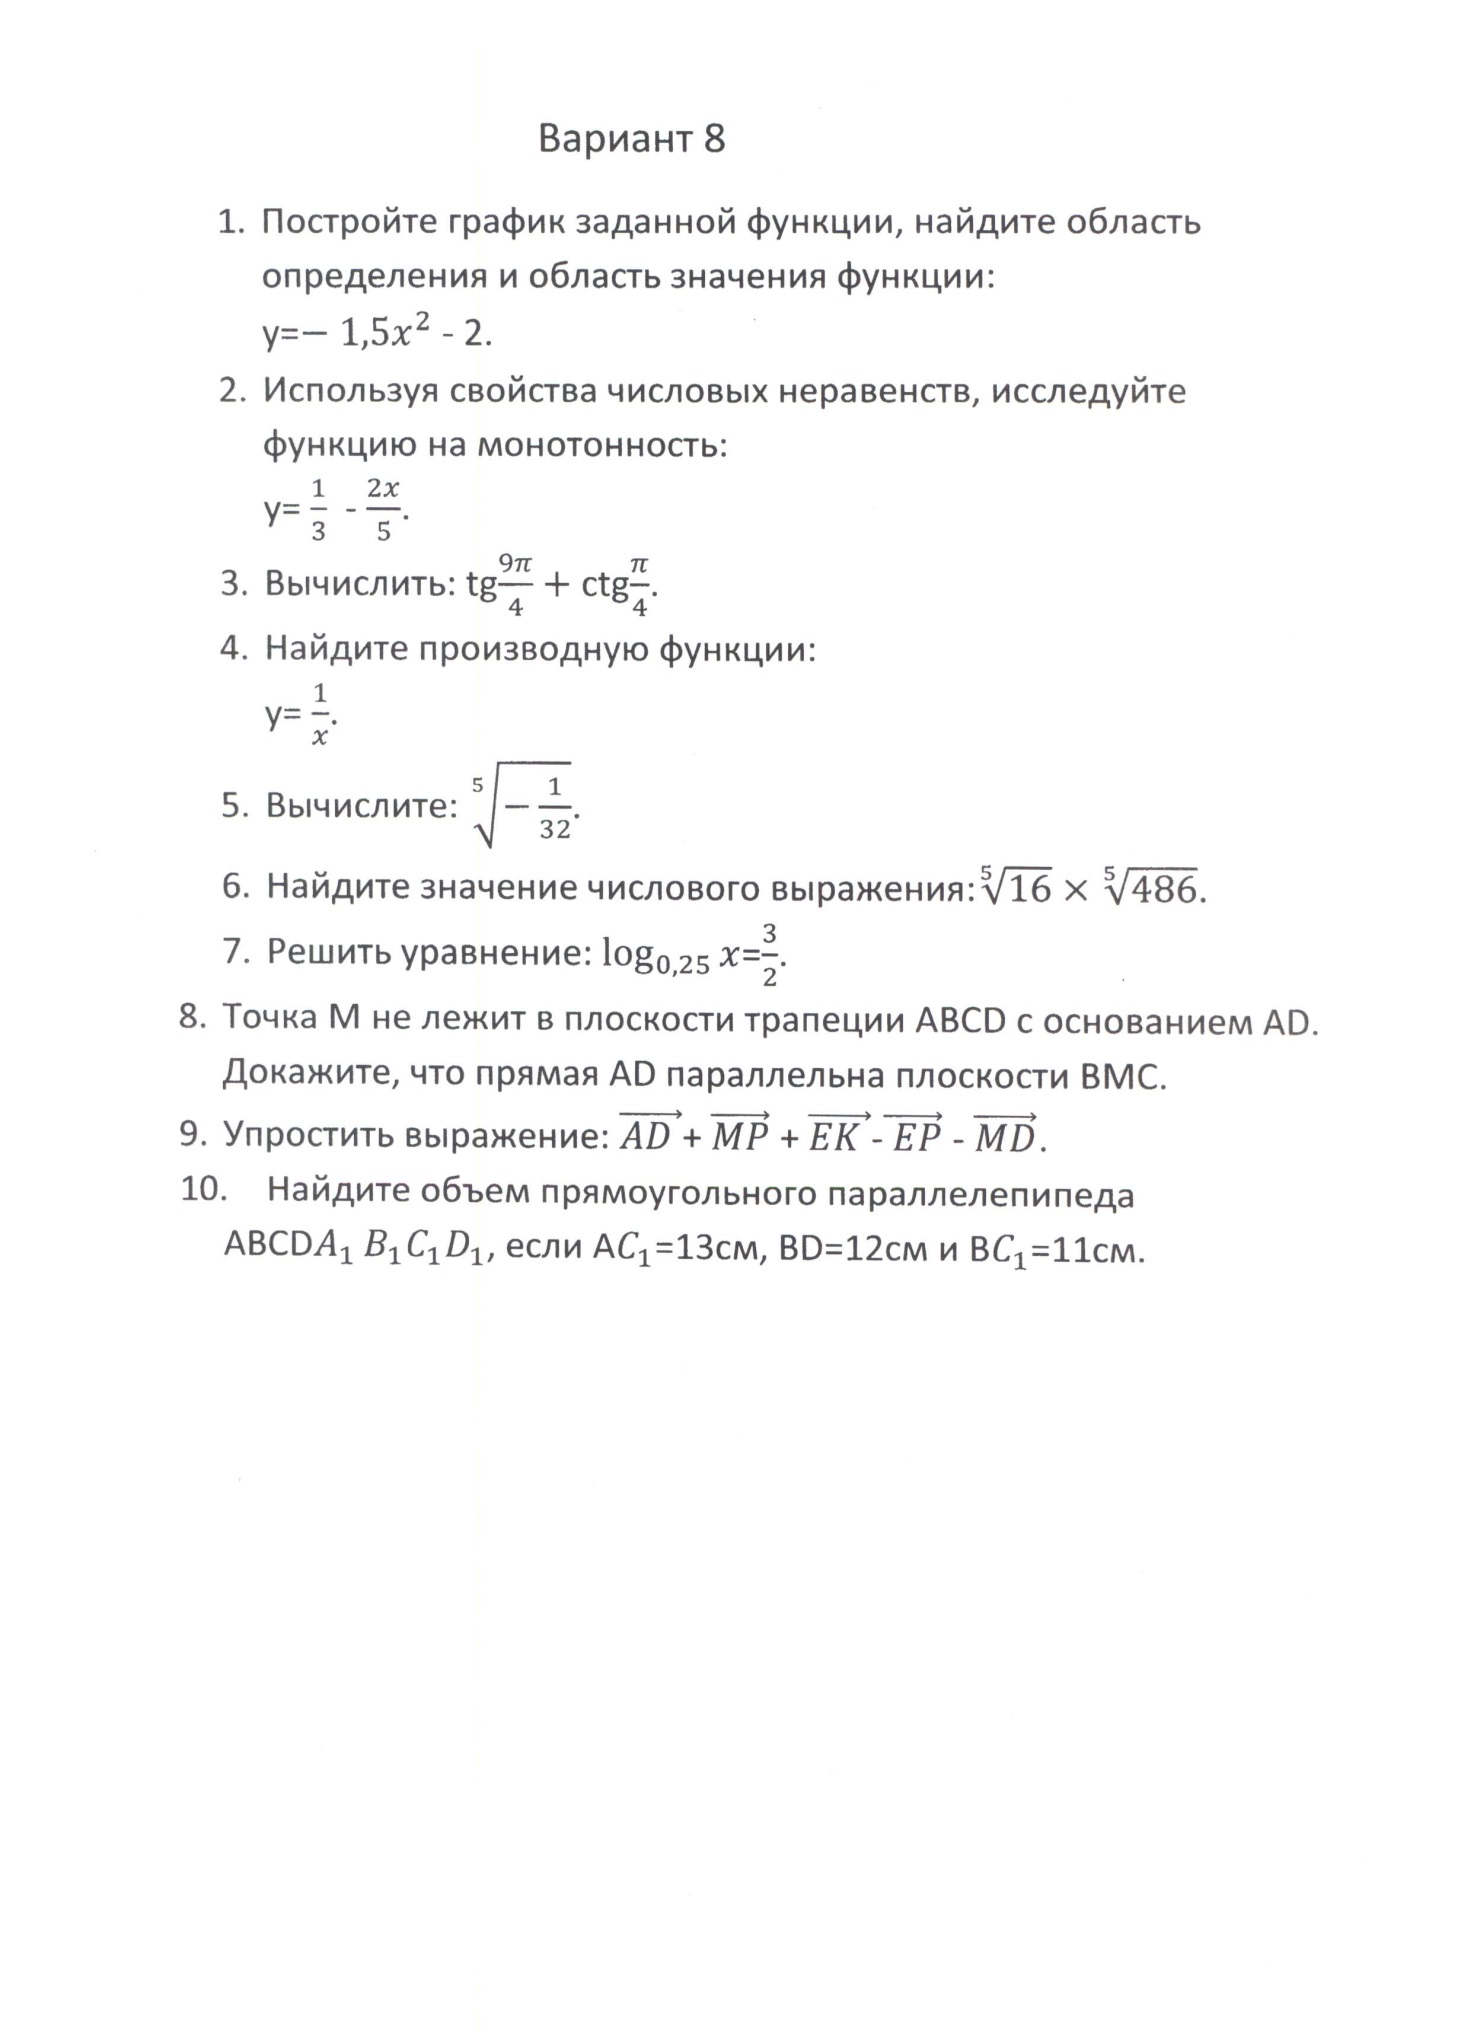 Вариант 8
1. Постройте график заданной функции, найдите область
определения и область значения функции:
y=− 1,5x² - 2.
2. Используя свойства числовых неравенств, исследуйте
функцию на монотонность:
y= 1/3 - 2x/5.
3. Вычислить: tg 9π/4 + ctg π/4.
4. Найдите производную функции:
y= 1/x.
5. Вычислите: ⁵√(− 1/32).
6. Найдите значение числового выражения: ⁵√16 × ⁵√486.
7. Решить уравнение: log₀,₂₅ x= 3/2.
8. Точка М не лежит в плоскости трапеции ABCD с основанием AD.
Докажите, что прямая AD параллельна плоскости ВМС.
9. Упростить выражение: AD⃗ + MP⃗ + EK⃗ - EP⃗ - MD⃗.
10. Найдите объем прямоугольного параллелепипеда
ABCDA₁ B₁C₁D₁, если AC₁=13см, BD=12см и BC₁=11см.